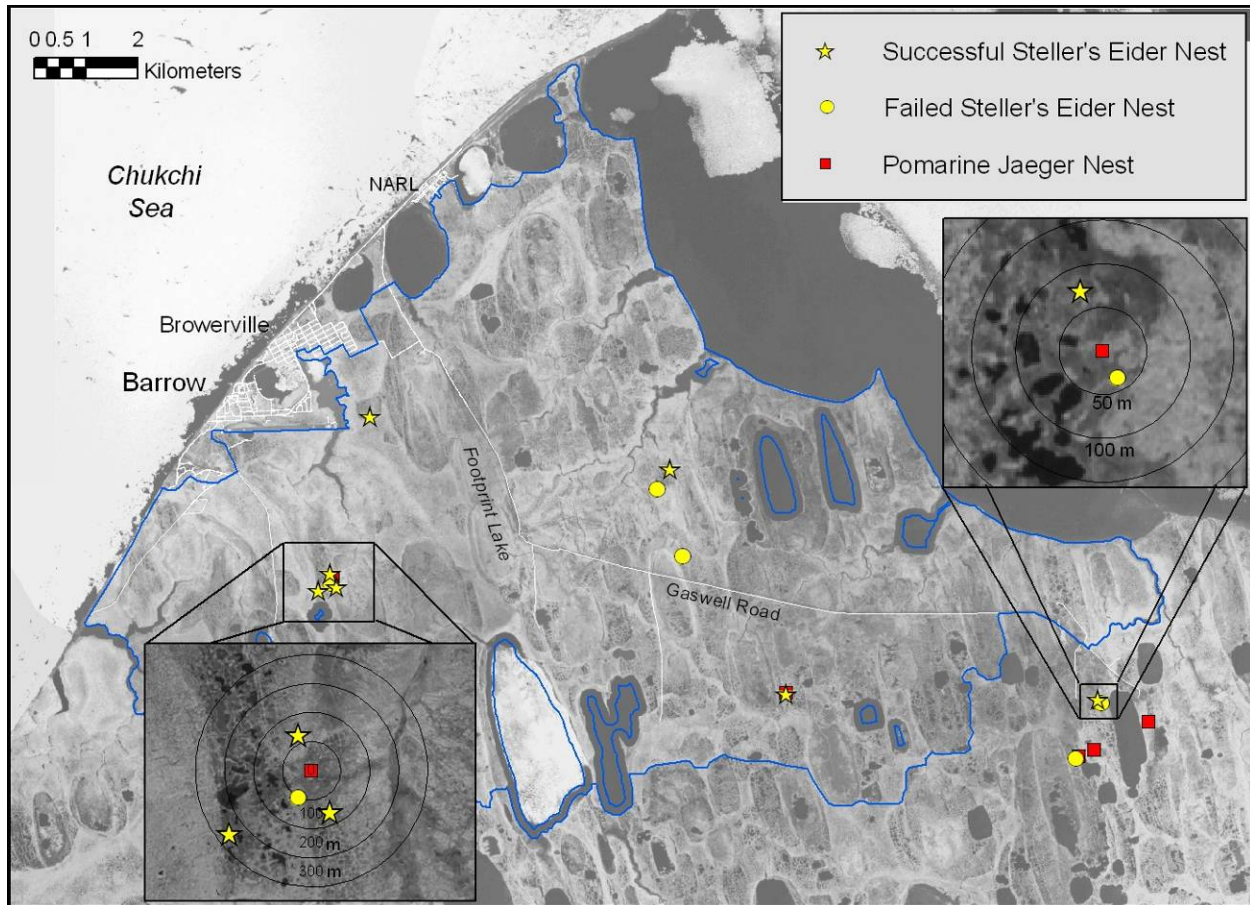 0 0.5 1 2
Kilometers
Successful Steller's Eider Nest
Failed Steller's Eider Nest
Pomarine Jaeger Nest
Chukchi
Sea
NARL
Browerville
Barrow
Footprint Lake
Gaswell Road
50 m
100 m
100
200 m
300 m